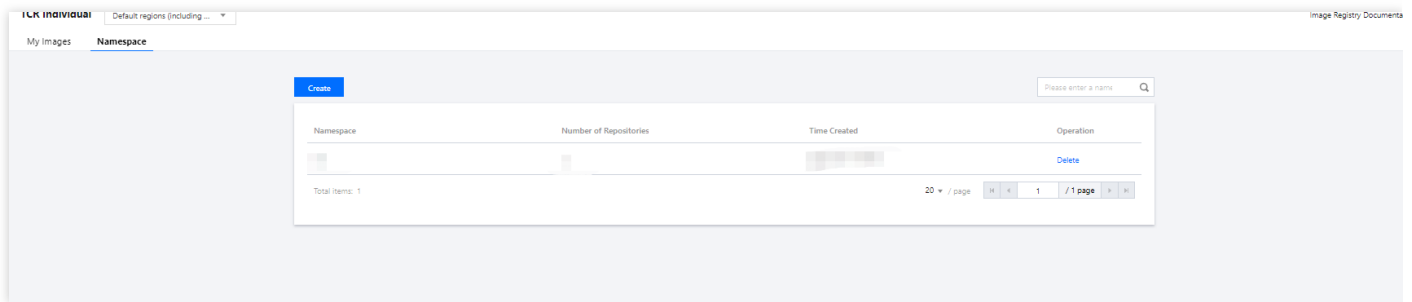 TCR Individual Default regions (including ... Image Registry Documenta
My Images Namespace
Create Please enter a name
Namespace Number of Repositories Time Created Operation
Delete
Total items: 1 20 / page 1 / 1 page